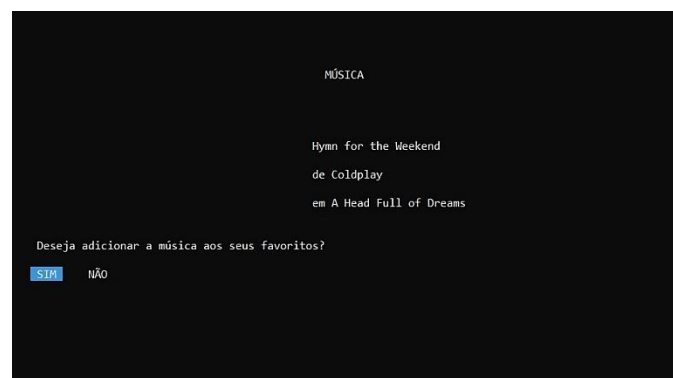 MÚSICA
Hymn for the Weekend
de Coldplay
em A Head Full of Dreams
Deseja adicionar a música aos seus favoritos?
SIM NÃO